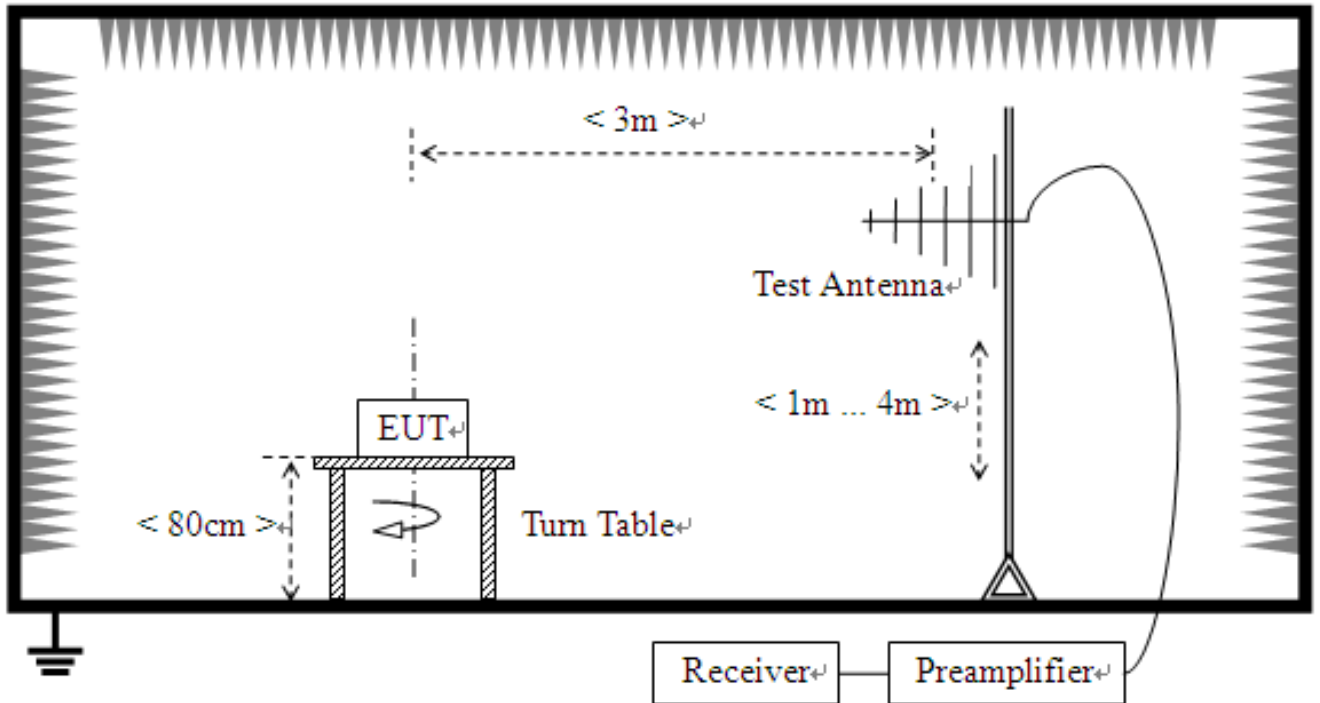 < 3m >↵
Test Antenna↵
< 1m ... 4m >↵
EUT↵
< 80cm >↵
Turn Table↵
Receiver↵
Preamplifier↵